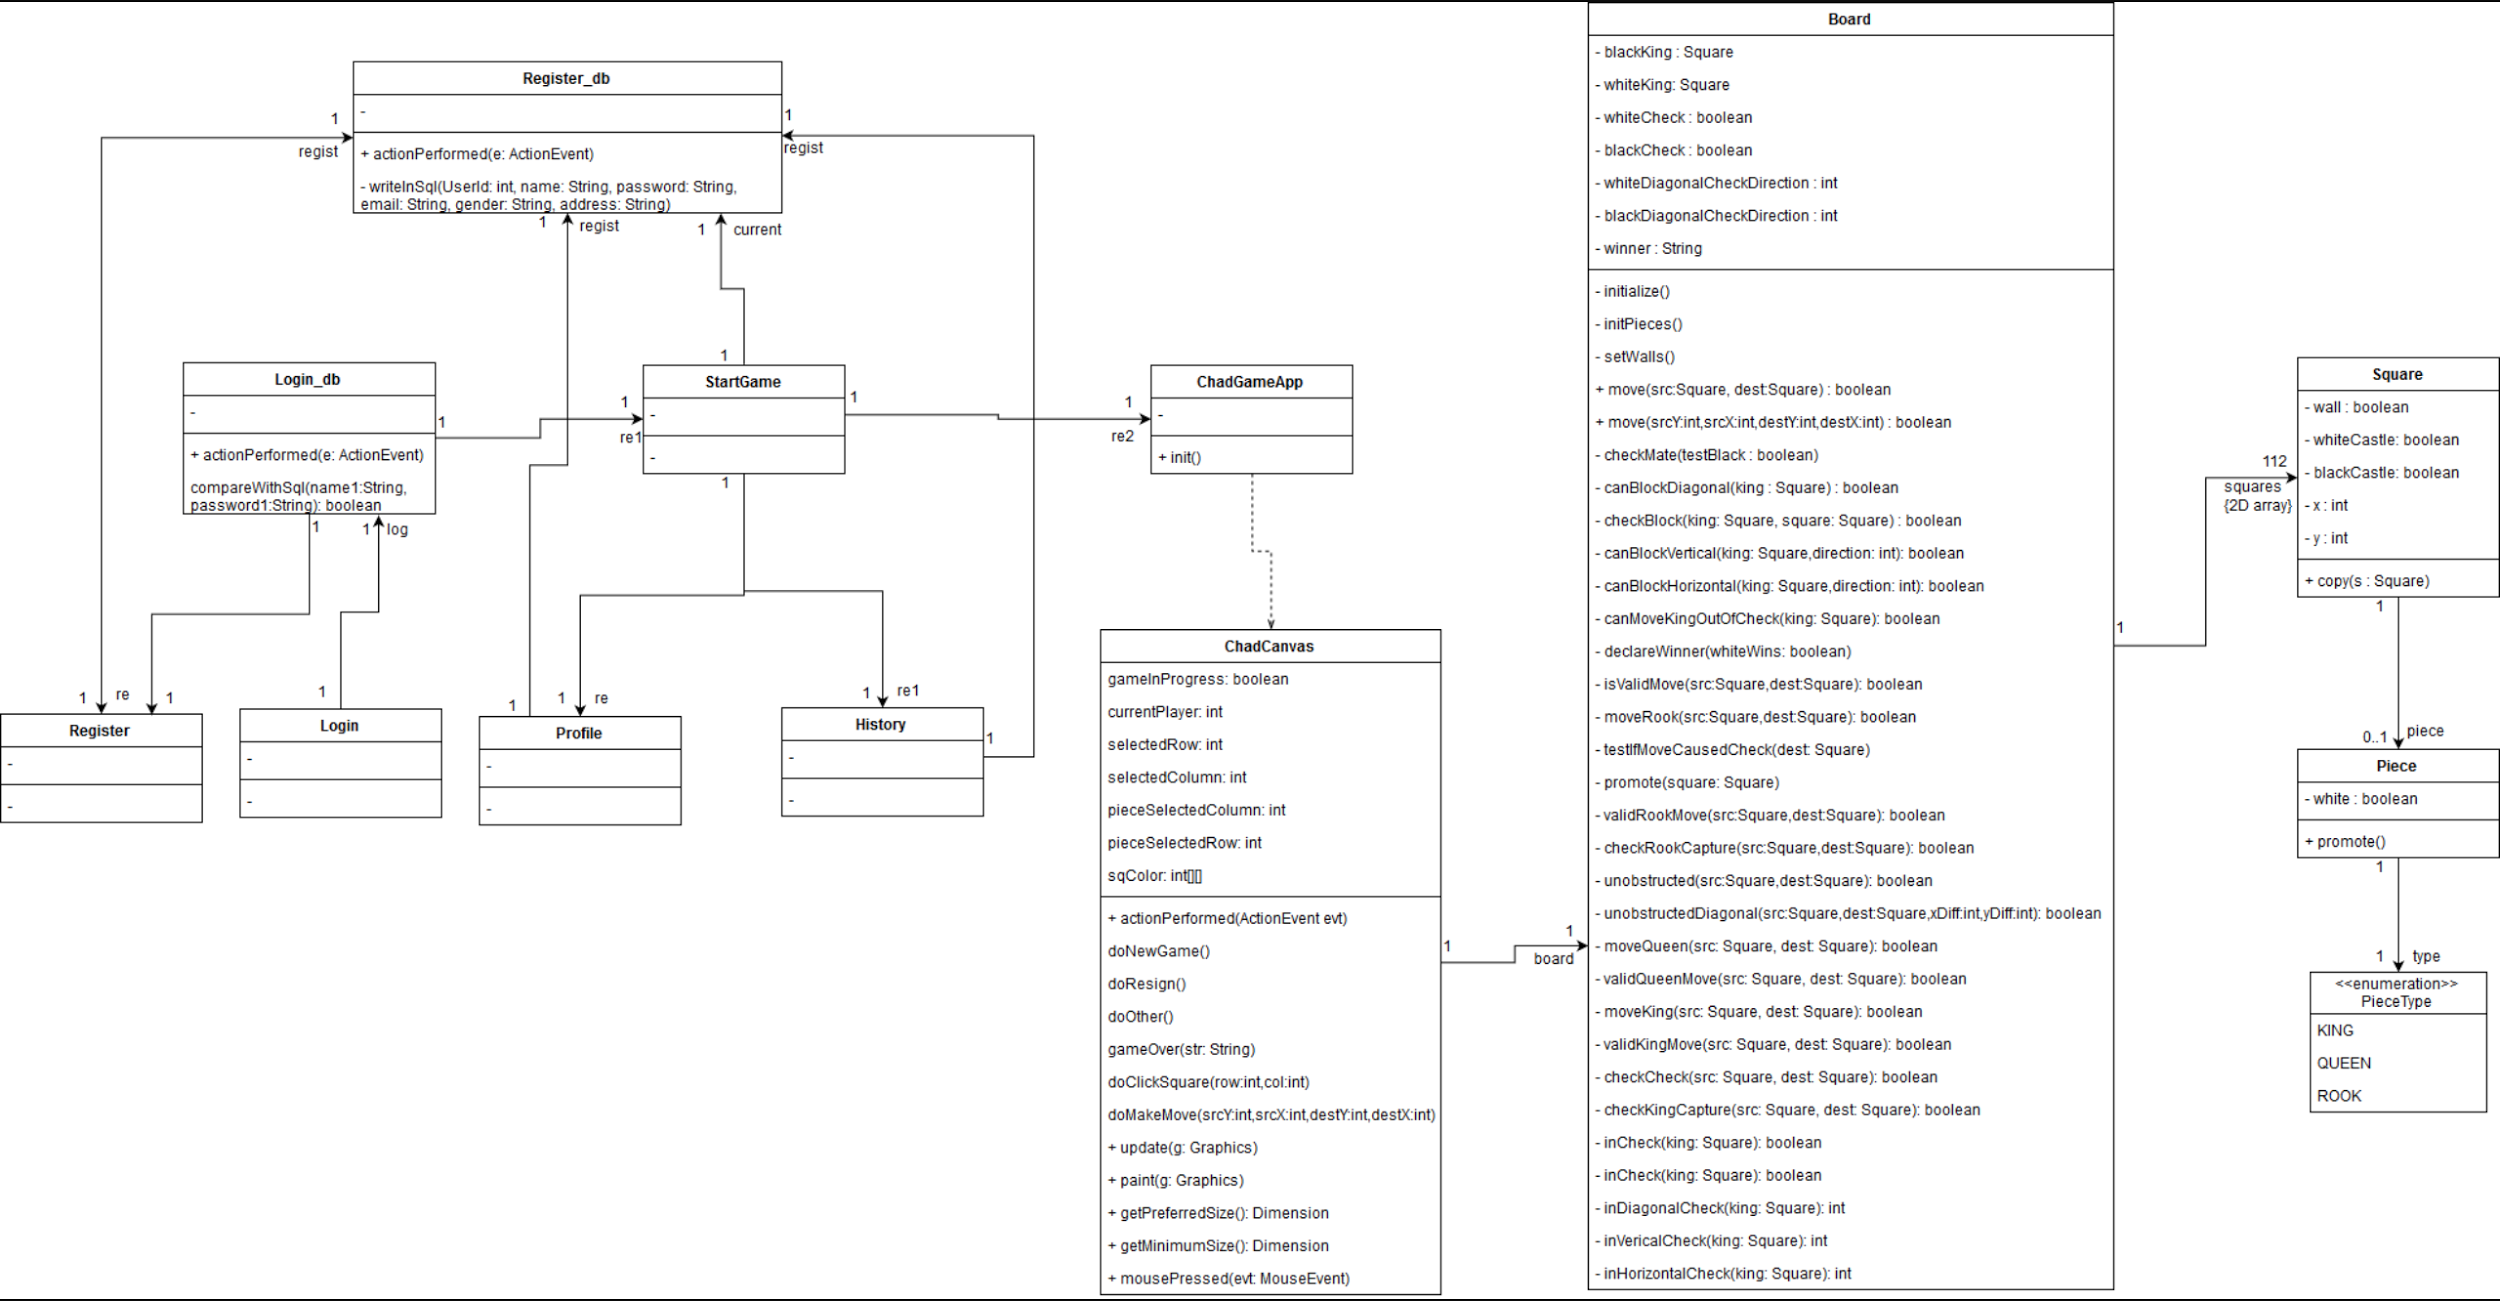 Register_db
-
+ actionPerformed(e: ActionEvent)
- writeInSql(UserId: int, name: String, password: String,
email: String, gender: String, address: String)
1
regist
1
regist
1
regist
1
current
Login_db
-
+ actionPerformed(e: ActionEvent)
compareWithSql(name1:String,
password1:String): boolean
1
1
1
log
1
re1
1
StartGame
-
-
1
1
1
re2
ChadGameApp
-
+ init()
1
re
1
Register
-
-
1
Login
-
-
1
1
re
Profile
-
-
1
re1
History
-
-
1
ChadCanvas
gameInProgress: boolean
currentPlayer: int
selectedRow: int
selectedColumn: int
pieceSelectedColumn: int
pieceSelectedRow: int
sqColor: int[][]
+ actionPerformed(ActionEvent evt)
doNewGame()
doResign()
doOther()
gameOver(str: String)
doClickSquare(row:int,col:int)
doMakeMove(srcY:int,srcX:int,destY:int,destX:int)
+ update(g: Graphics)
+ paint(g: Graphics)
+ getPreferredSize(): Dimension
+ getMinimumSize(): Dimension
+ mousePressed(evt: MouseEvent)
1
1
board
Board
- blackKing : Square
- whiteKing: Square
- whiteCheck : boolean
- blackCheck : boolean
- whiteDiagonalCheckDirection : int
- blackDiagonalCheckDirection : int
- winner : String
- initialize()
- initPieces()
- setWalls()
+ move(src:Square, dest:Square) : boolean
+ move(srcY:int,srcX:int,destY:int,destX:int) : boolean
- checkMate(testBlack : boolean)
- canBlockDiagonal(king : Square) : boolean
- checkBlock(king: Square, square: Square) : boolean
- canBlockVertical(king: Square,direction: int): boolean
- canBlockHorizontal(king: Square,direction: int): boolean
- canMoveKingOutOfCheck(king: Square): boolean
- declareWinner(whiteWins: boolean)
- isValidMove(src:Square,dest:Square): boolean
- moveRook(src:Square,dest:Square): boolean
- testIfMoveCausedCheck(dest: Square)
- promote(square: Square)
- validRookMove(src:Square,dest:Square): boolean
- checkRookCapture(src:Square,dest:Square): boolean
- unobstructed(src:Square,dest:Square): boolean
- unobstructedDiagonal(src:Square,dest:Square,xDiff:int,yDiff:int): boolean
- moveQueen(src: Square, dest: Square): boolean
- validQueenMove(src: Square, dest: Square): boolean
- moveKing(src: Square, dest: Square): boolean
- validKingMove(src: Square, dest: Square): boolean
- checkCheck(src: Square, dest: Square): boolean
- checkKingCapture(src: Square, dest: Square): boolean
- inCheck(king: Square): boolean
- inCheck(king: Square): boolean
- inDiagonalCheck(king: Square): int
- inVericalCheck(king: Square): int
- inHorizontalCheck(king: Square): int
1
112
squares
{2D array}
Square
- wall : boolean
- whiteCastle: boolean
- blackCastle: boolean
- x : int
- y : int
+ copy(s : Square)
1
0..1
piece
Piece
- white : boolean
+ promote()
1
1
type
<<enumeration>>
PieceType
KING
QUEEN
ROOK